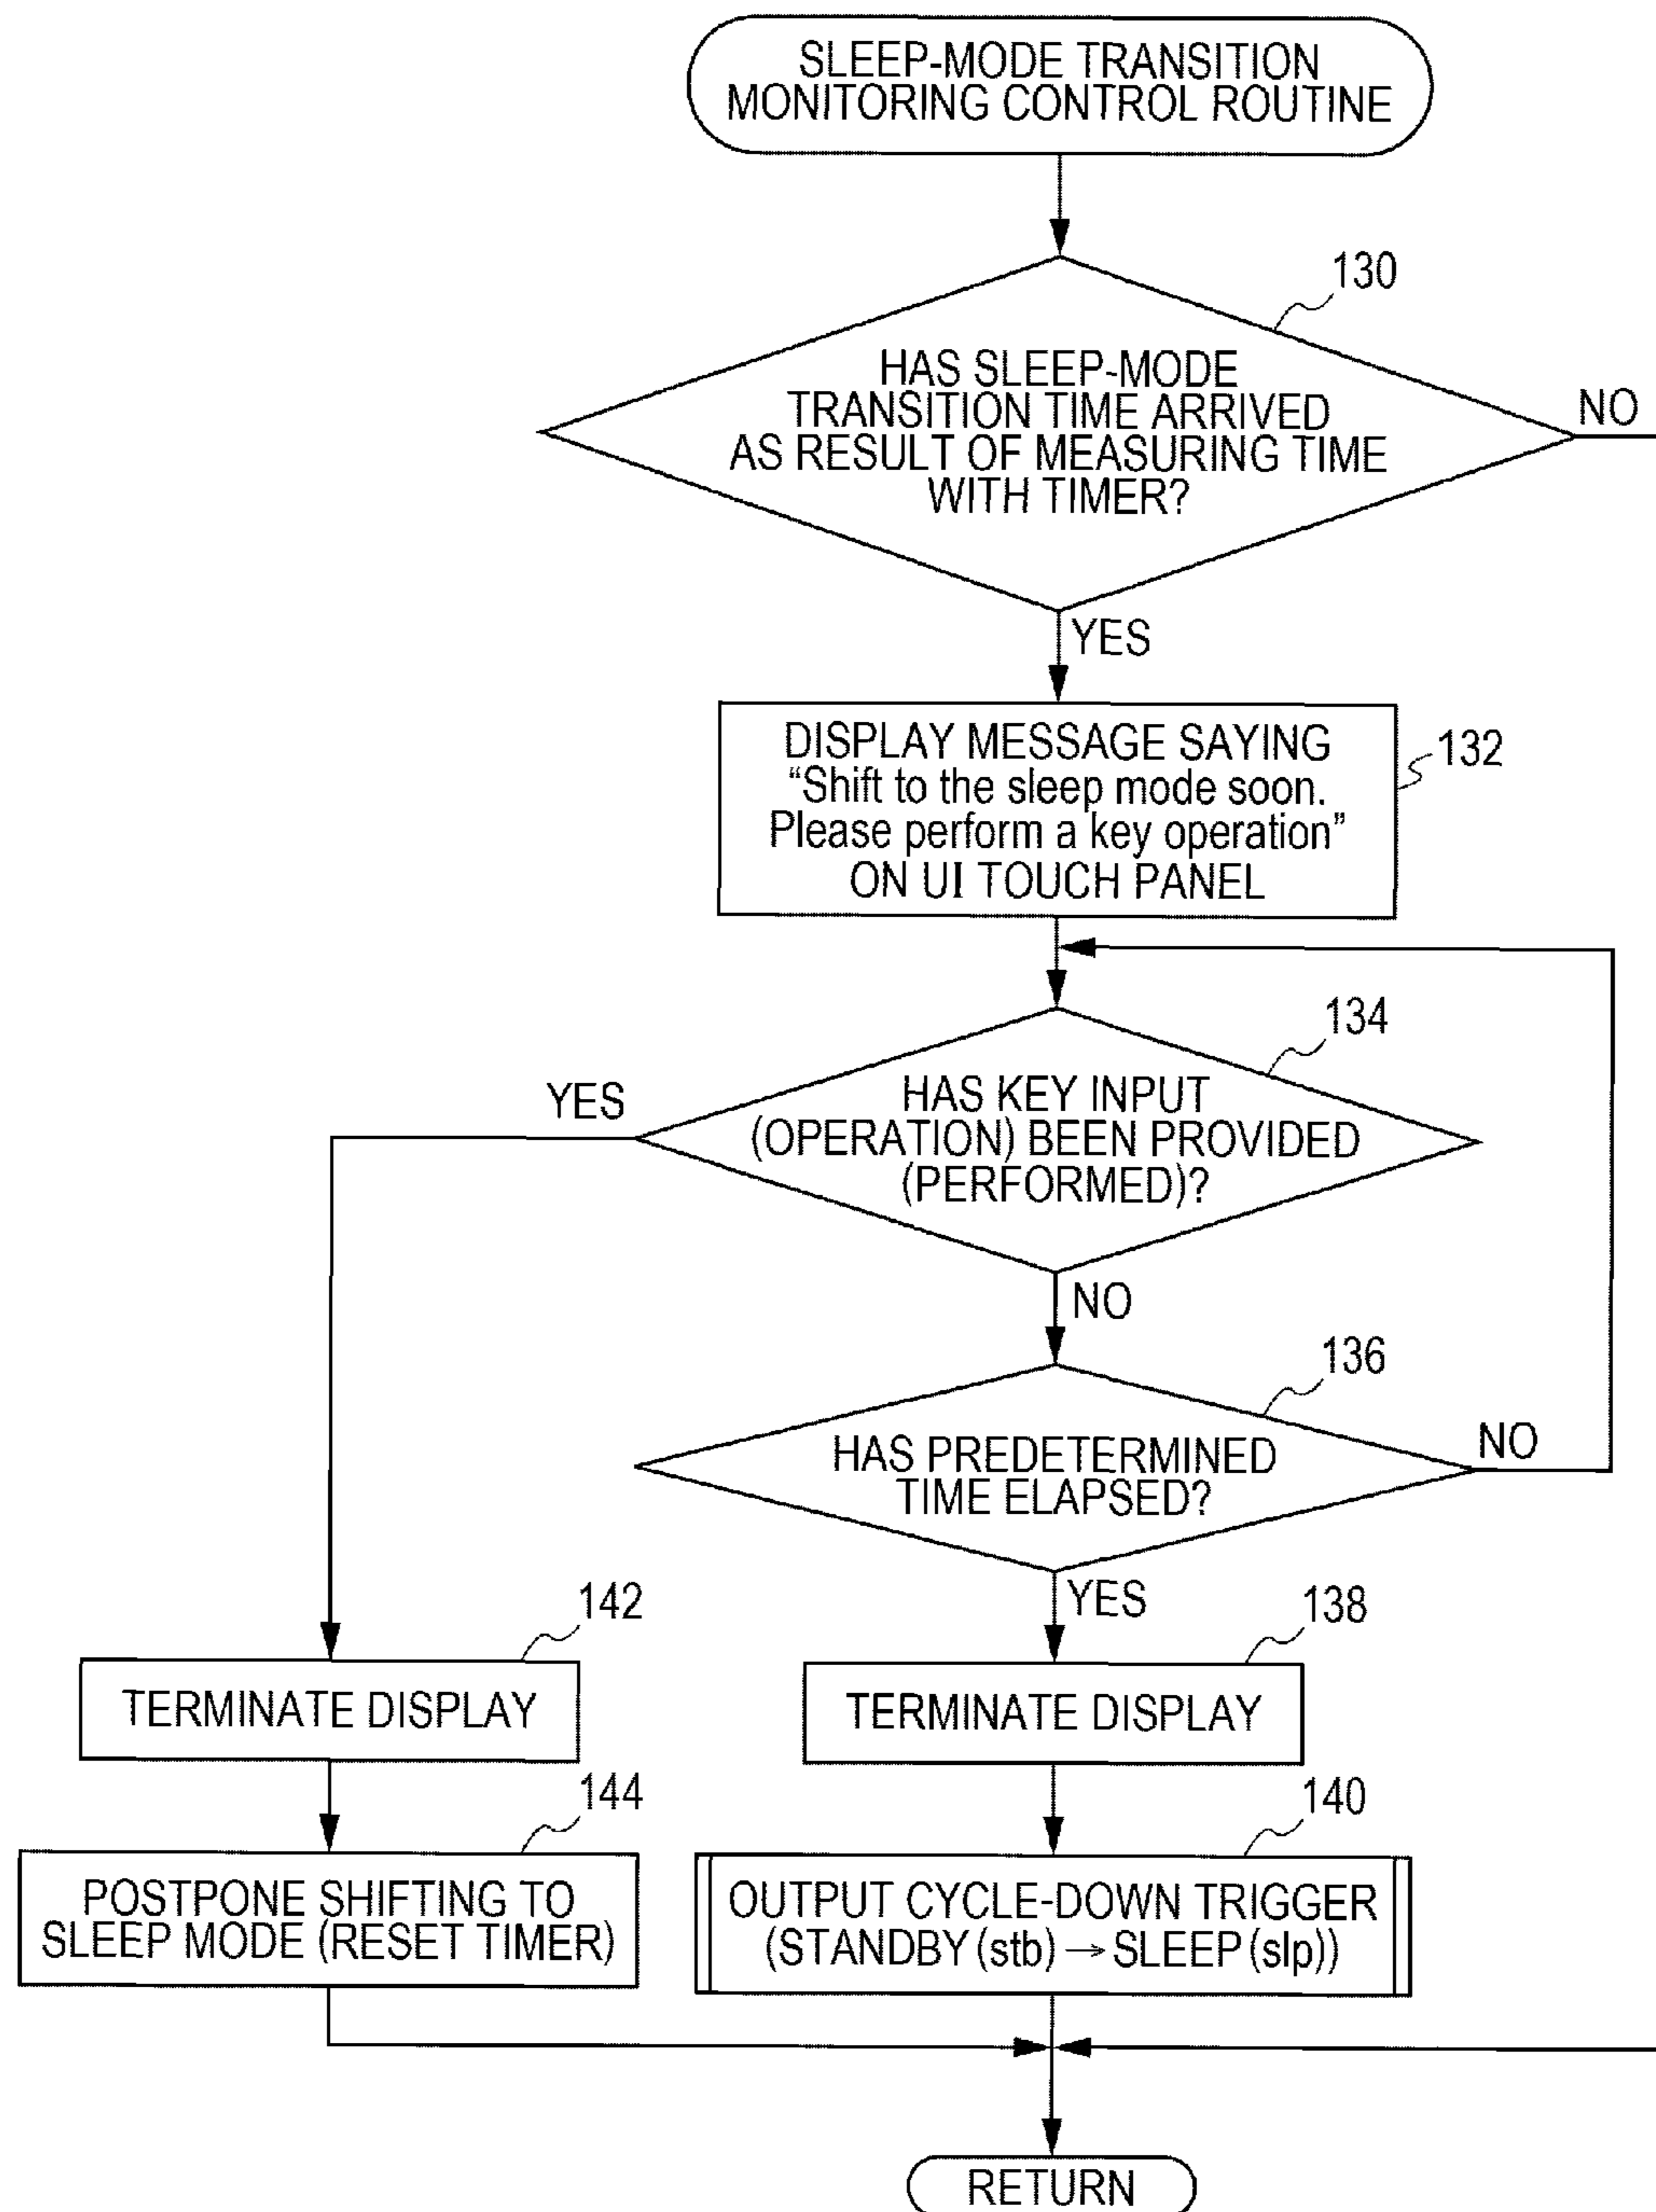 SLEEP-MODE TRANSITION
MONITORING CONTROL ROUTINE
130
HAS SLEEP-MODE
TRANSITION TIME ARRIVED
AS RESULT OF MEASURING TIME
WITH TIMER?
NO
YES
DISPLAY MESSAGE SAYING
“Shift to the sleep mode soon.
Please perform a key operation”
ON UI TOUCH PANEL
132
134
YES
HAS KEY INPUT
(OPERATION) BEEN PROVIDED
(PERFORMED)?
NO
136
HAS PREDETERMINED
TIME ELAPSED?
NO
YES
142
138
TERMINATE DISPLAY
TERMINATE DISPLAY
144
140
POSTPONE SHIFTING TO
SLEEP MODE (RESET TIMER)
OUTPUT CYCLE-DOWN TRIGGER
(STANDBY (stb) → SLEEP (slp))
RETURN